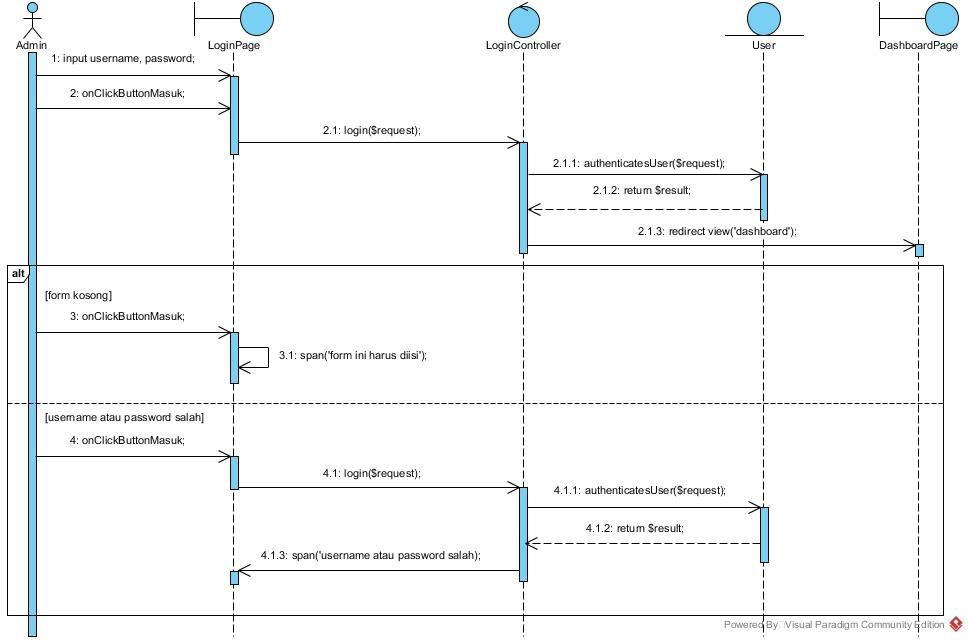 Admin
LoginPage
LoginController
User
DashboardPage
1: input username, password;
2: onClickButtonMasuk;
2.1: login($request);
2.1.1: authenticatesUser($request);
2.1.2: return $result;
2.1.3: redirect view('dashboard');
alt
[form kosong]
3: onClickButtonMasuk;
3.1: span('form ini harus diisi');
[username atau password salah]
4: onClickButtonMasuk;
4.1: login($request);
4.1.1: authenticatesUser($request);
4.1.2: return $result;
4.1.3: span('username atau password salah);
Powered By Visual Paradigm Community Edition